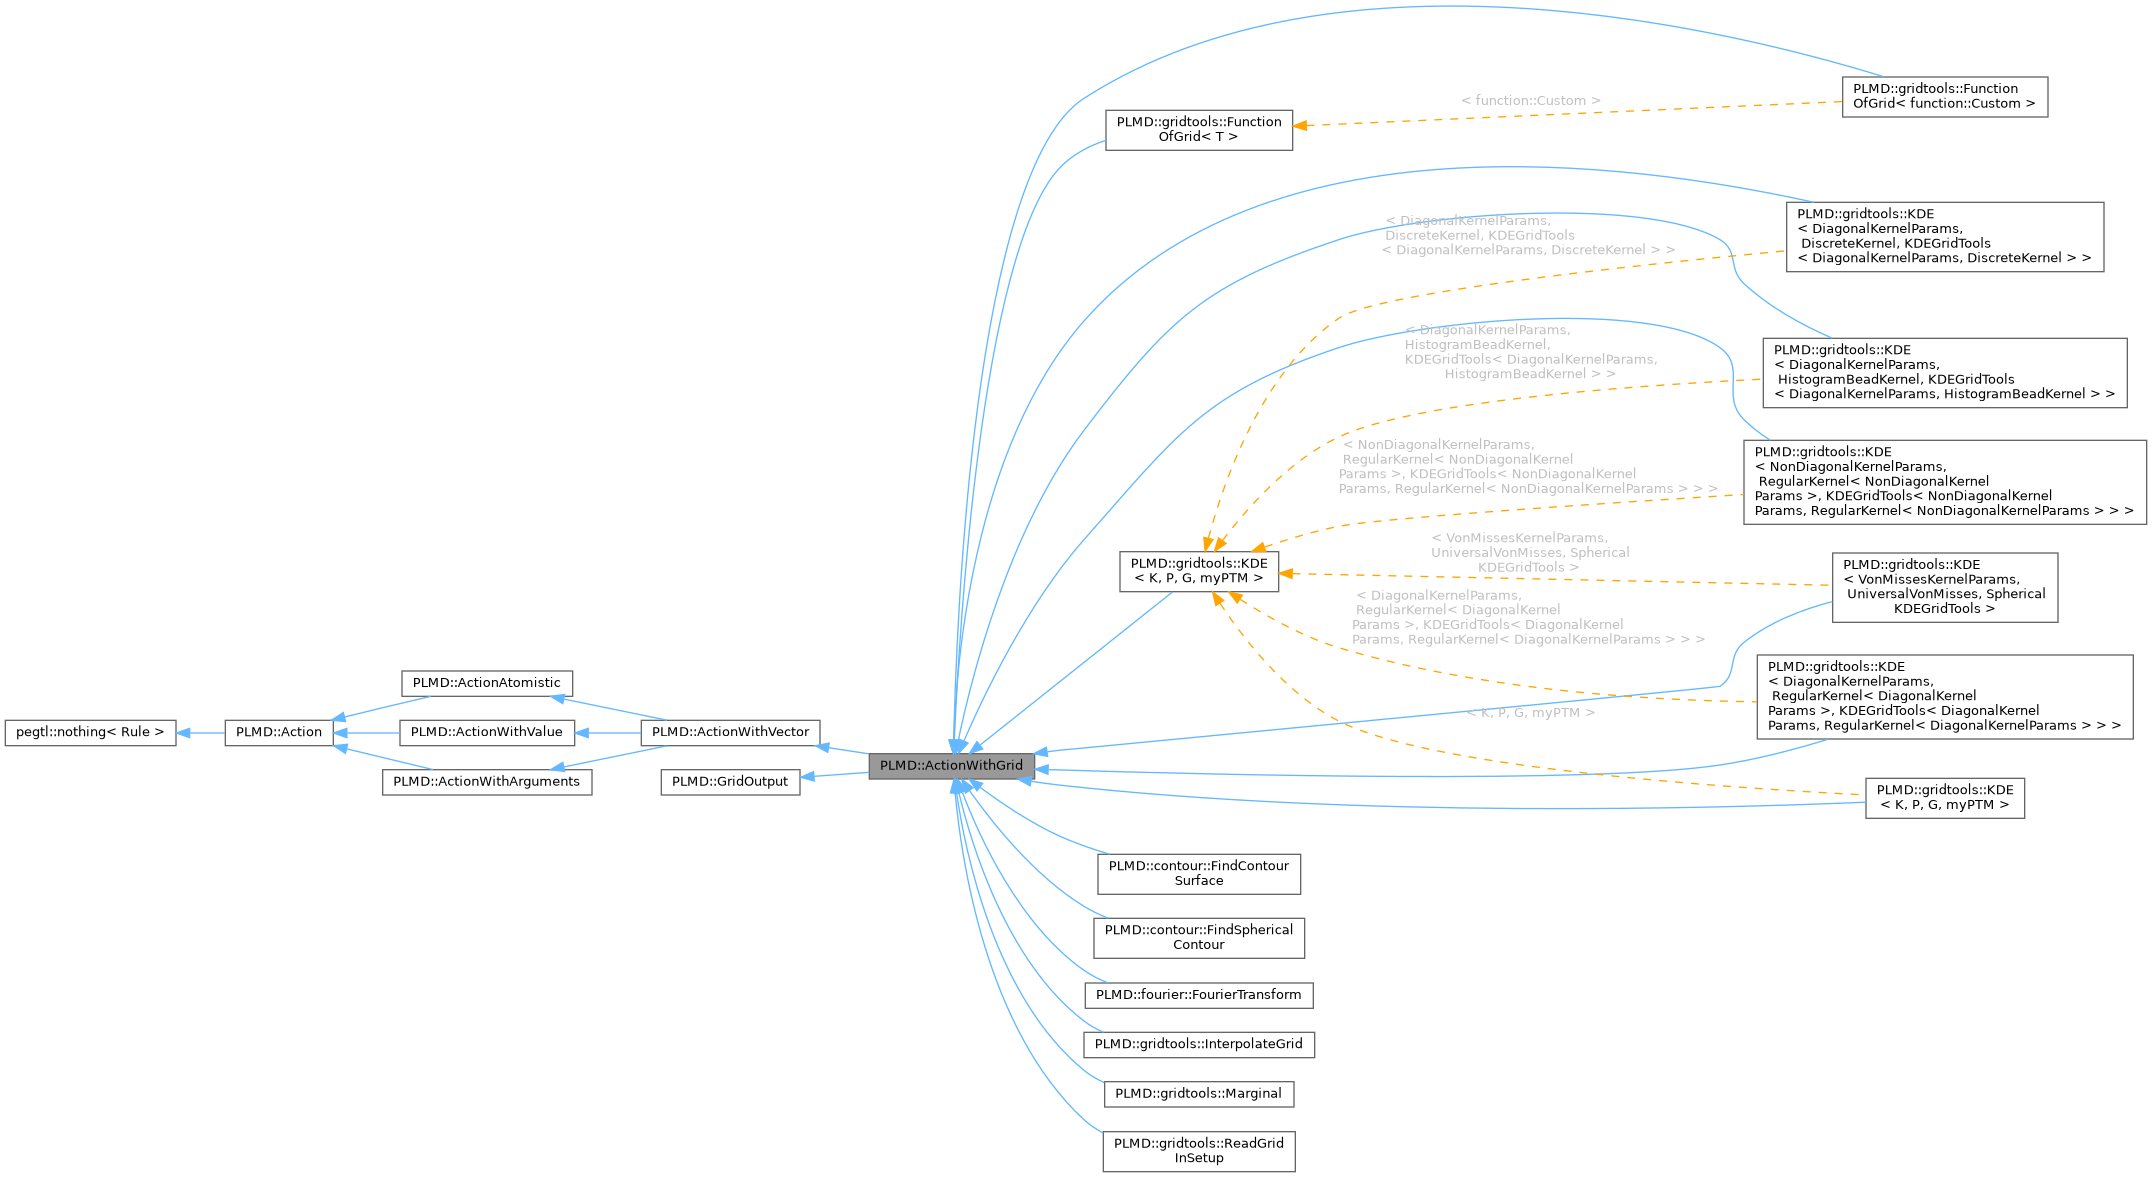 PLMD::gridtools::Function
OfGrid< function::Custom >
< function::Custom >
PLMD::gridtools::Function
OfGrid< T >
PLMD::gridtools::KDE
< DiagonalKernelParams,
DiscreteKernel, KDEGridTools
< DiagonalKernelParams, DiscreteKernel > >
< DiagonalKernelParams,
DiscreteKernel, KDEGridTools
< DiagonalKernelParams, DiscreteKernel > >
< DiagonalKernelParams,
HistogramBeadKernel,
KDEGridTools< DiagonalKernelParams,
HistogramBeadKernel > >
PLMD::gridtools::KDE
< DiagonalKernelParams,
HistogramBeadKernel, KDEGridTools
< DiagonalKernelParams, HistogramBeadKernel > >
< NonDiagonalKernelParams,
RegularKernel< NonDiagonalKernel
Params >, KDEGridTools< NonDiagonalKernel
Params, RegularKernel< NonDiagonalKernelParams > > >
PLMD::gridtools::KDE
< NonDiagonalKernelParams,
RegularKernel< NonDiagonalKernel
Params >, KDEGridTools< NonDiagonalKernel
Params, RegularKernel< NonDiagonalKernelParams > > >
< VonMissesKernelParams,
UniversalVonMisses, Spherical
KDEGridTools >
PLMD::gridtools::KDE
< K, P, G, myPTM >
PLMD::gridtools::KDE
< VonMissesKernelParams,
UniversalVonMisses, Spherical
KDEGridTools >
< DiagonalKernelParams,
RegularKernel< DiagonalKernel
Params >, KDEGridTools< DiagonalKernel
Params, RegularKernel< DiagonalKernelParams > > >
PLMD::gridtools::KDE
< DiagonalKernelParams,
RegularKernel< DiagonalKernel
Params >, KDEGridTools< DiagonalKernel
Params, RegularKernel< DiagonalKernelParams > > >
PLMD::ActionAtomistic
< K, P, G, myPTM >
pegtl::nothing< Rule >
PLMD::Action
PLMD::ActionWithValue
PLMD::ActionWithVector
PLMD::ActionWithGrid
PLMD::ActionWithArguments
PLMD::GridOutput
PLMD::gridtools::KDE
< K, P, G, myPTM >
PLMD::contour::FindContour
Surface
PLMD::contour::FindSpherical
Contour
PLMD::fourier::FourierTransform
PLMD::gridtools::InterpolateGrid
PLMD::gridtools::Marginal
PLMD::gridtools::ReadGrid
InSetup